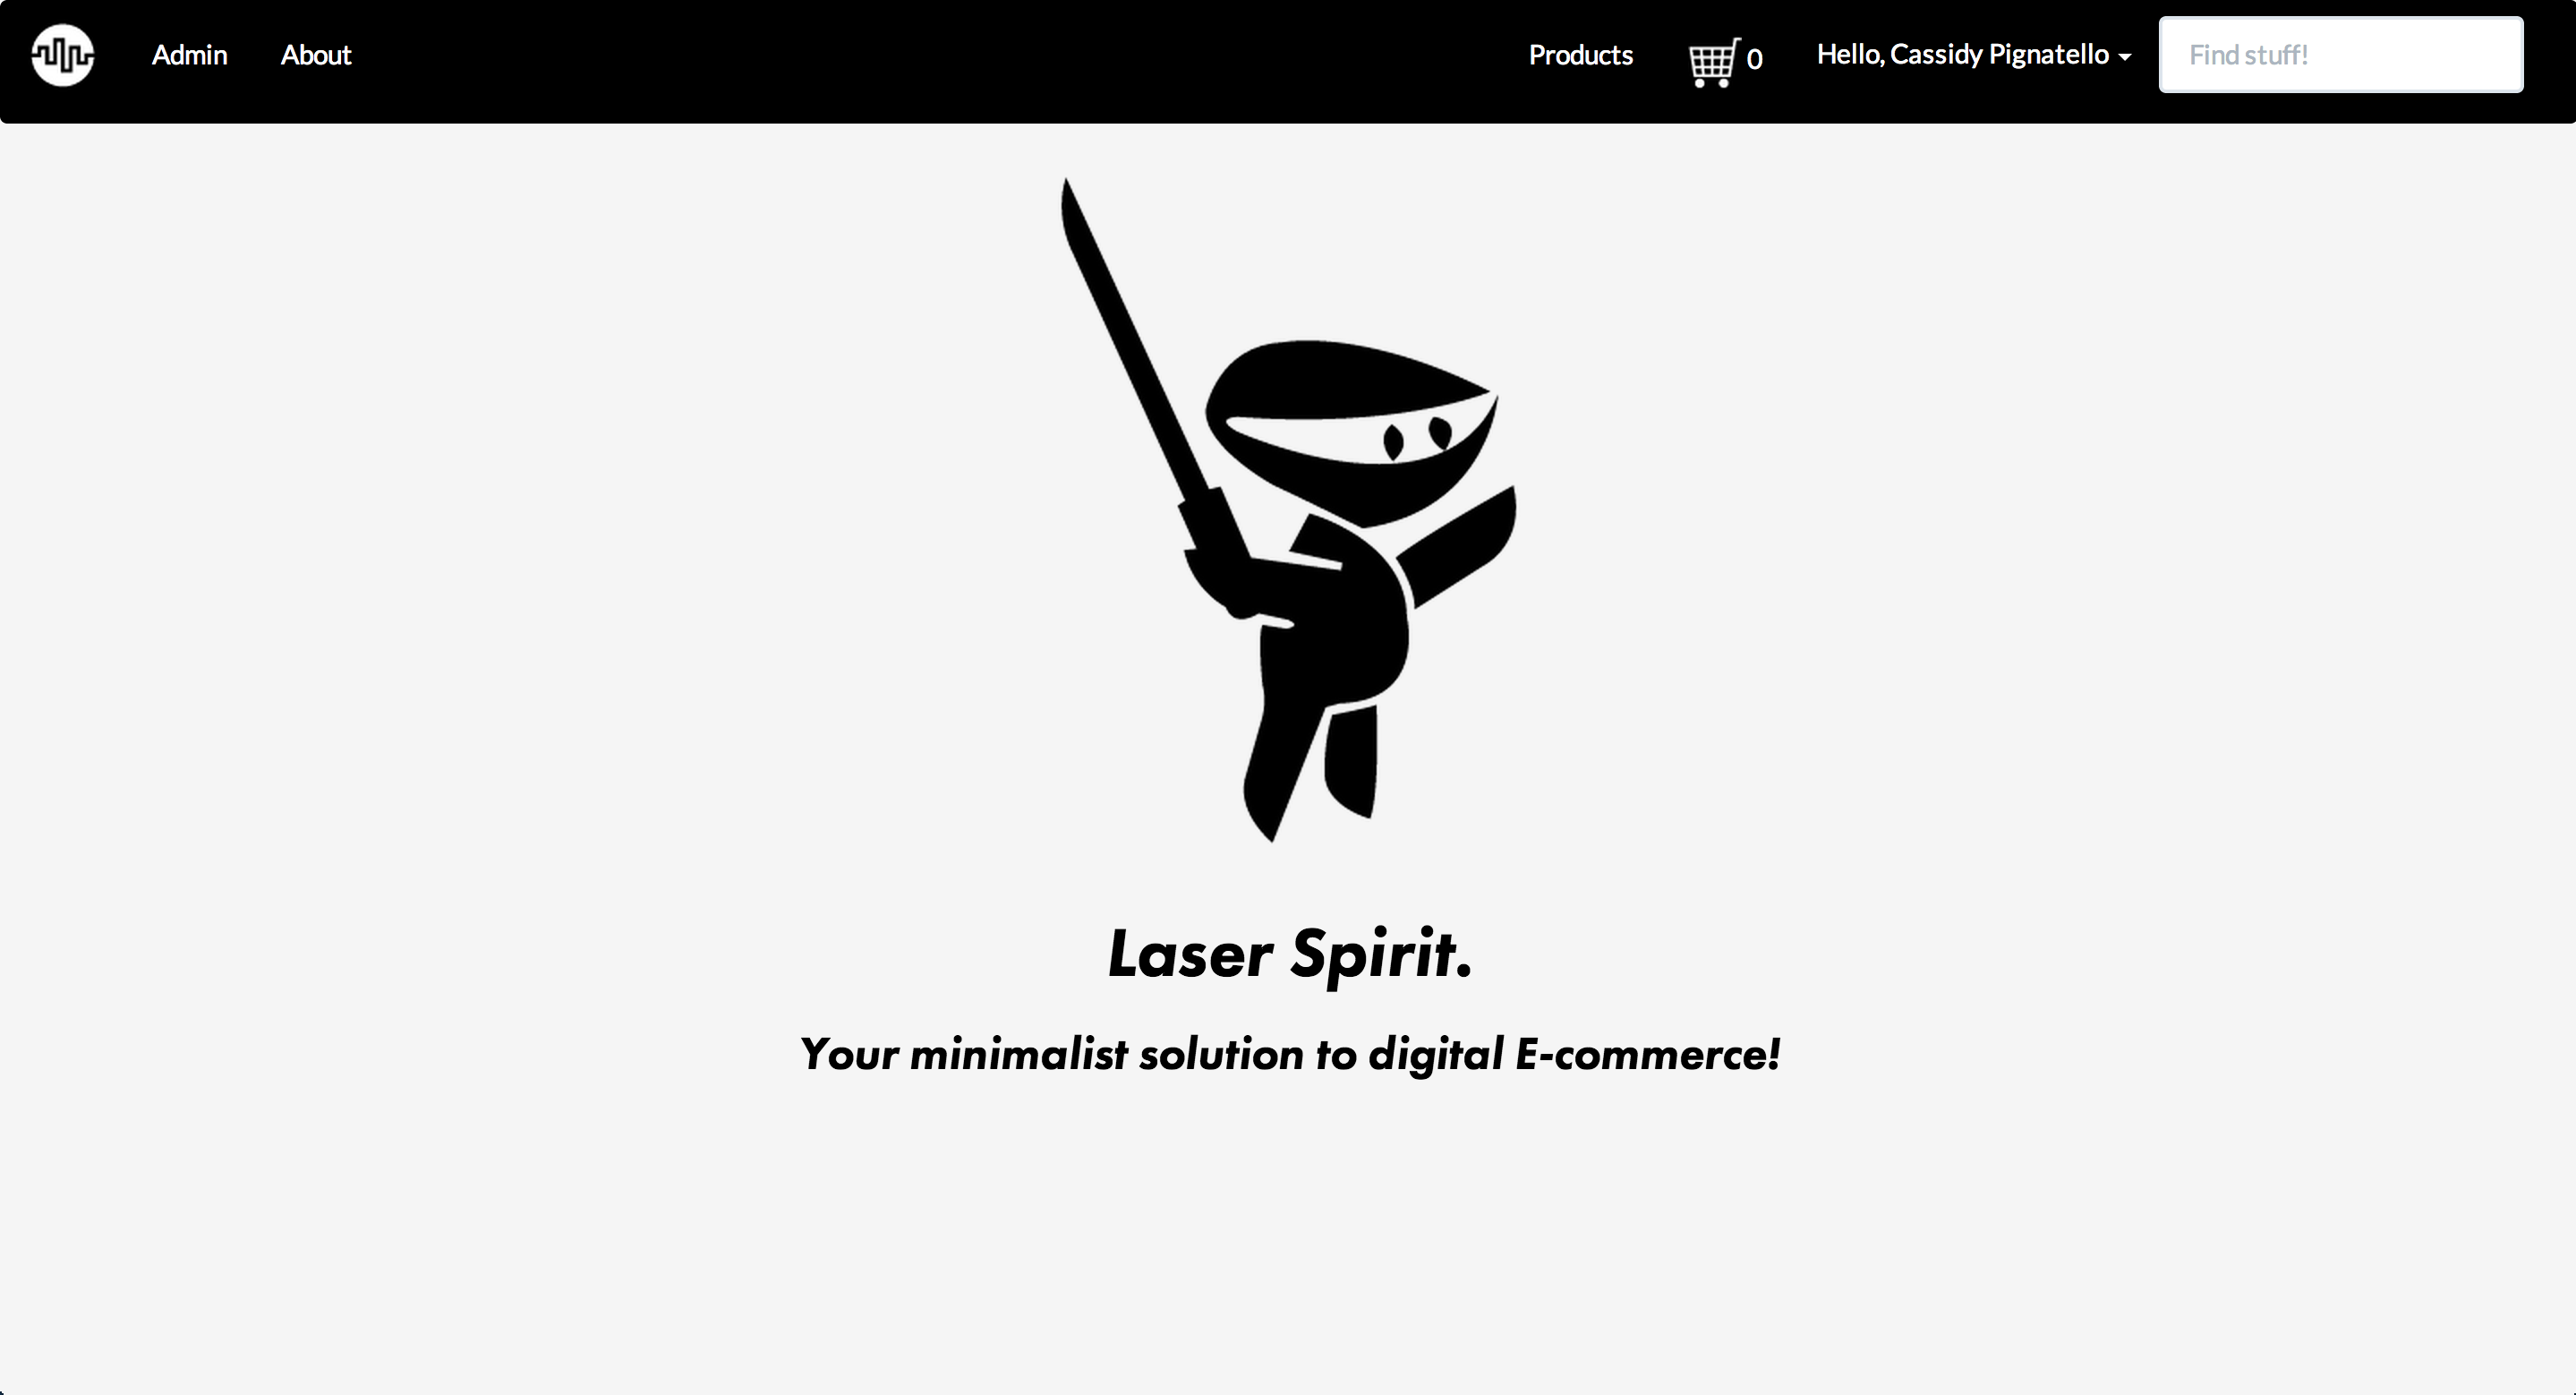 Admin About Products 0 Hello, Cassidy Pignatello Find stuff!
Laser Spirit.
Your minimalist solution to digital E-commerce!